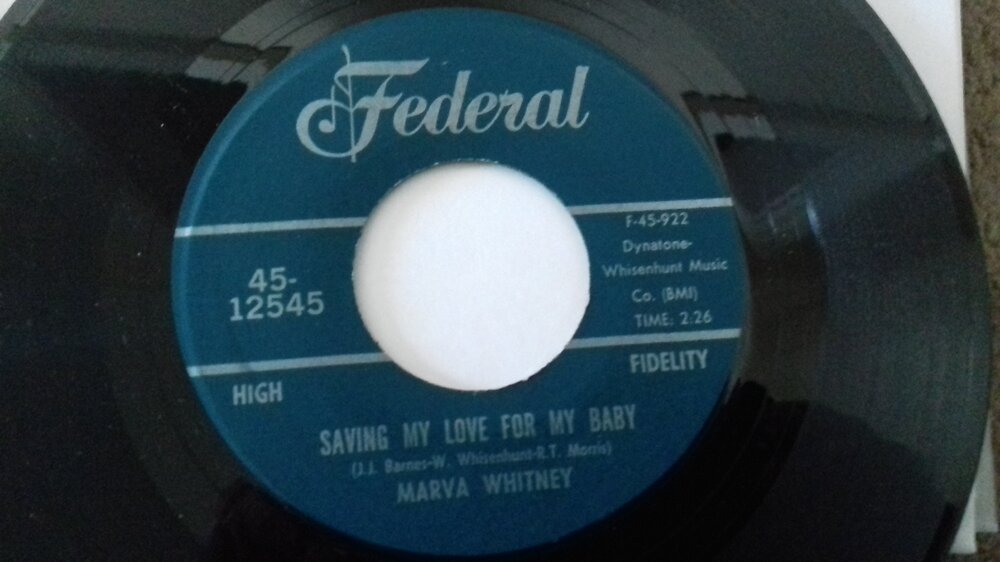 Federal
F-45-922
Dynatone-
Whisenhunt Music
Co. (BMI)
TIME: 2:26
45-
12545
HIGH
FIDELITY
SAVING MY LOVE FOR MY BABY
(J.J. Barnes-W. Whisenhunt-R.T. Morris)
MARVA WHITNEY